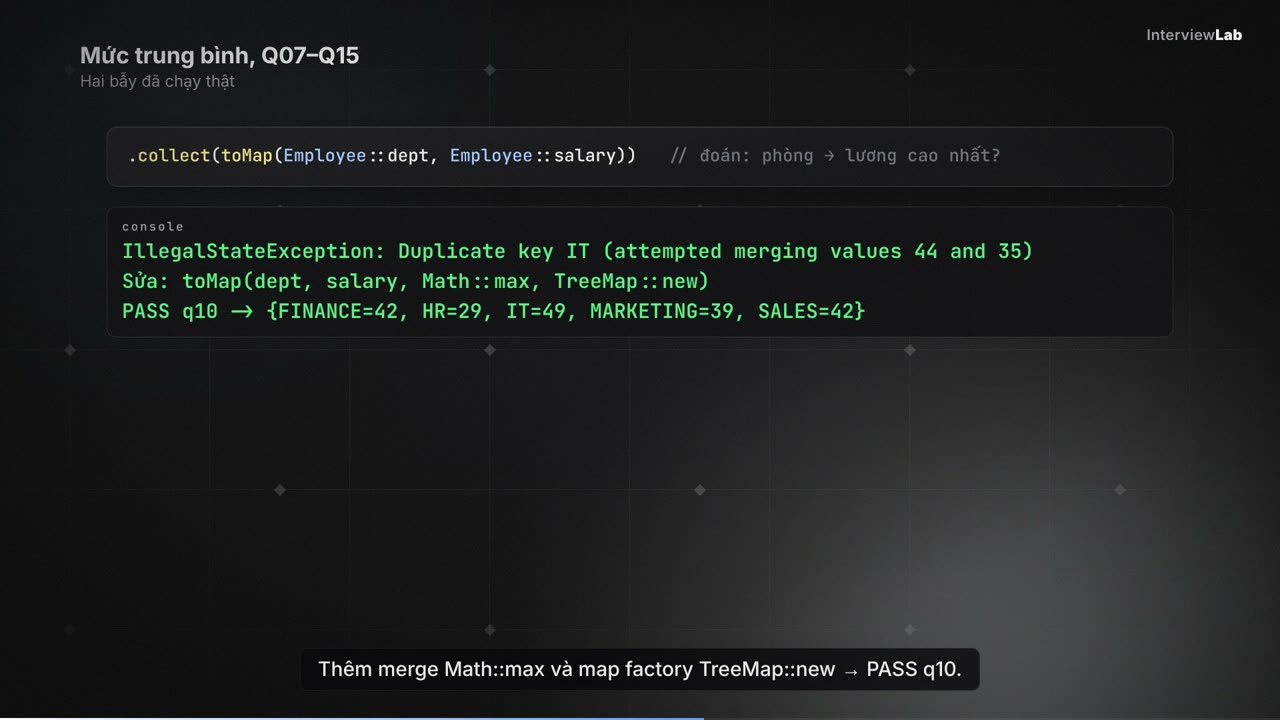 Mức trung bình, Q07–Q15
Hai bẫy đã chạy thật
InterviewLab
.collect(toMap(Employee::dept, Employee::salary))   // đoán: phòng → lương cao nhất?
console
IllegalStateException: Duplicate key IT (attempted merging values 44 and 35)
Sửa: toMap(dept, salary, Math::max, TreeMap::new)
PASS q10 → {FINANCE=42, HR=29, IT=49, MARKETING=39, SALES=42}
Thêm merge Math::max và map factory TreeMap::new → PASS q10.